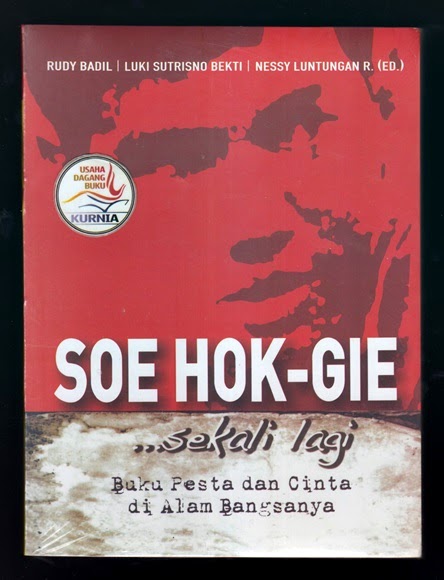 RUDY BADIL | LUKI SUTRISNO BEKTI | NESSY LUNTUNGAN R. (ED.)
USAHA
DAGANG
BUKU
KURNIA
SOE HOK-GIE
...sekali lagi
Buku Pesta dan Cinta
di Alam Bangsanya